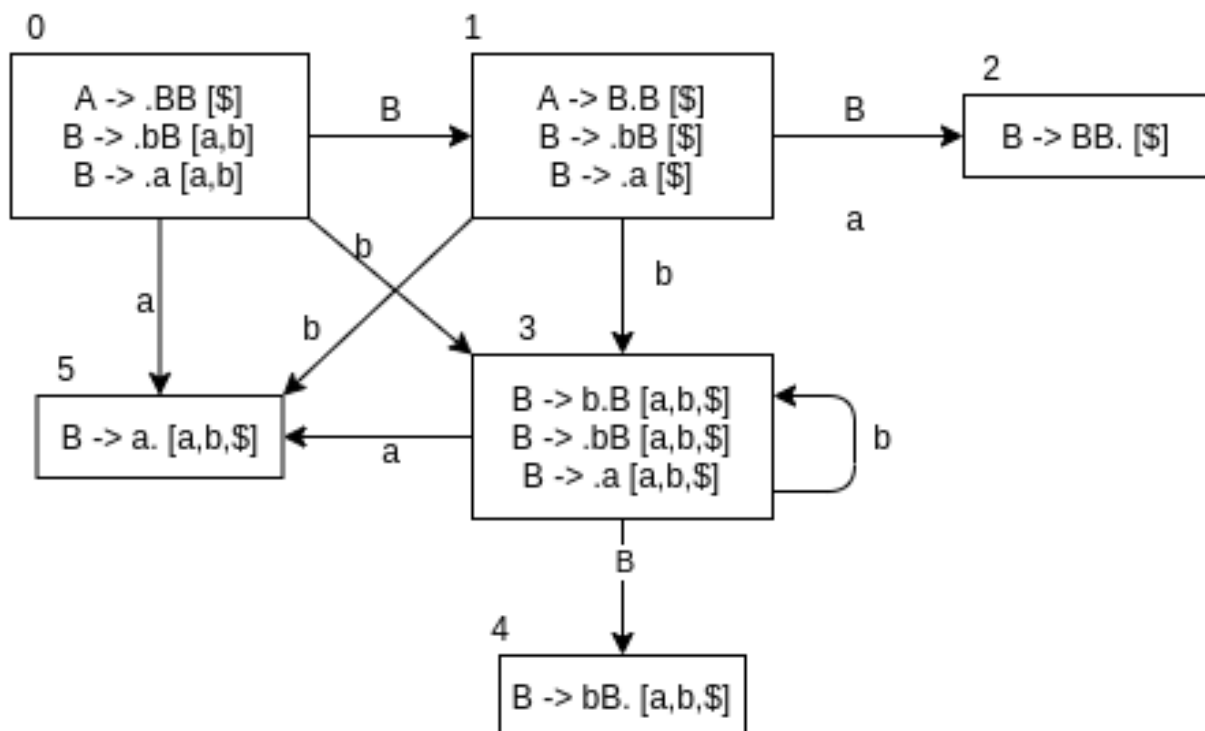 0
A -> .BB [$]
B -> .bB [a,b]
B -> .a [a,b]
B
1
A -> B.B [$]
B -> .bB [$]
B -> .a [$]
B
2
B -> BB. [$]
a
b
a
b
b
3
B -> b.B [a,b,$]
B -> .bB [a,b,$]
B -> .a [a,b,$]
b
5
B -> a. [a,b,$]
a
B
4
B -> bB. [a,b,$]